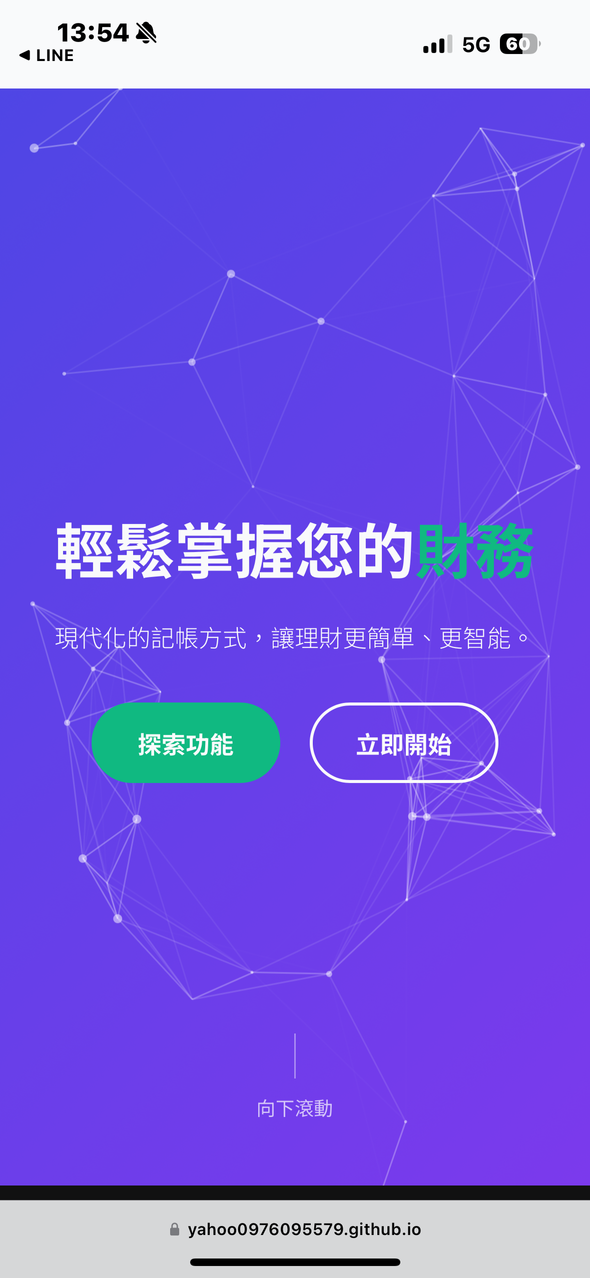 13:54
◀ LINE
5G 60
輕鬆掌握您的財務
現代化的記帳方式，讓理財更簡單、更智能。
探索功能 立即開始
向下滾動
yahoo0976095579.github.io